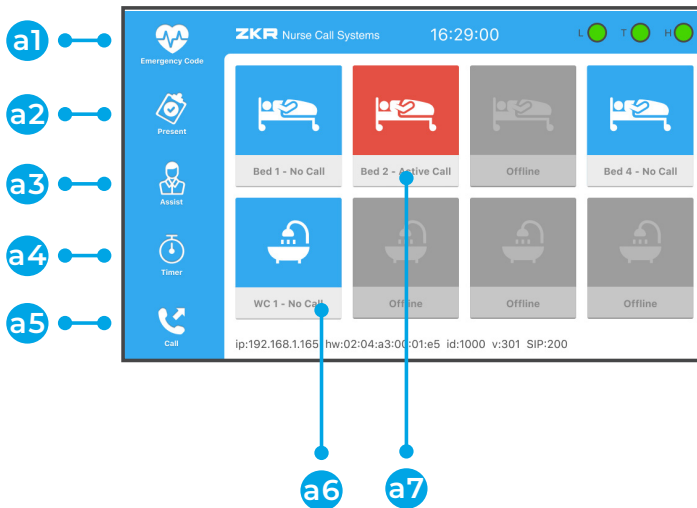 a1
a2
a3
a4
a5
Emergency Code
Present
Assist
Timer
Call
ZKR Nurse Call Systems 16:29:00 L T H
Bed 1 - No Call Bed 2 - Active Call Offline Bed 4 - No Call
WC 1 - No Call Offline Offline Offline
ip:192.168.1.165 hw:02:04:a3:00:01:e5 id:1000 v:301 SIP:200
a6 a7